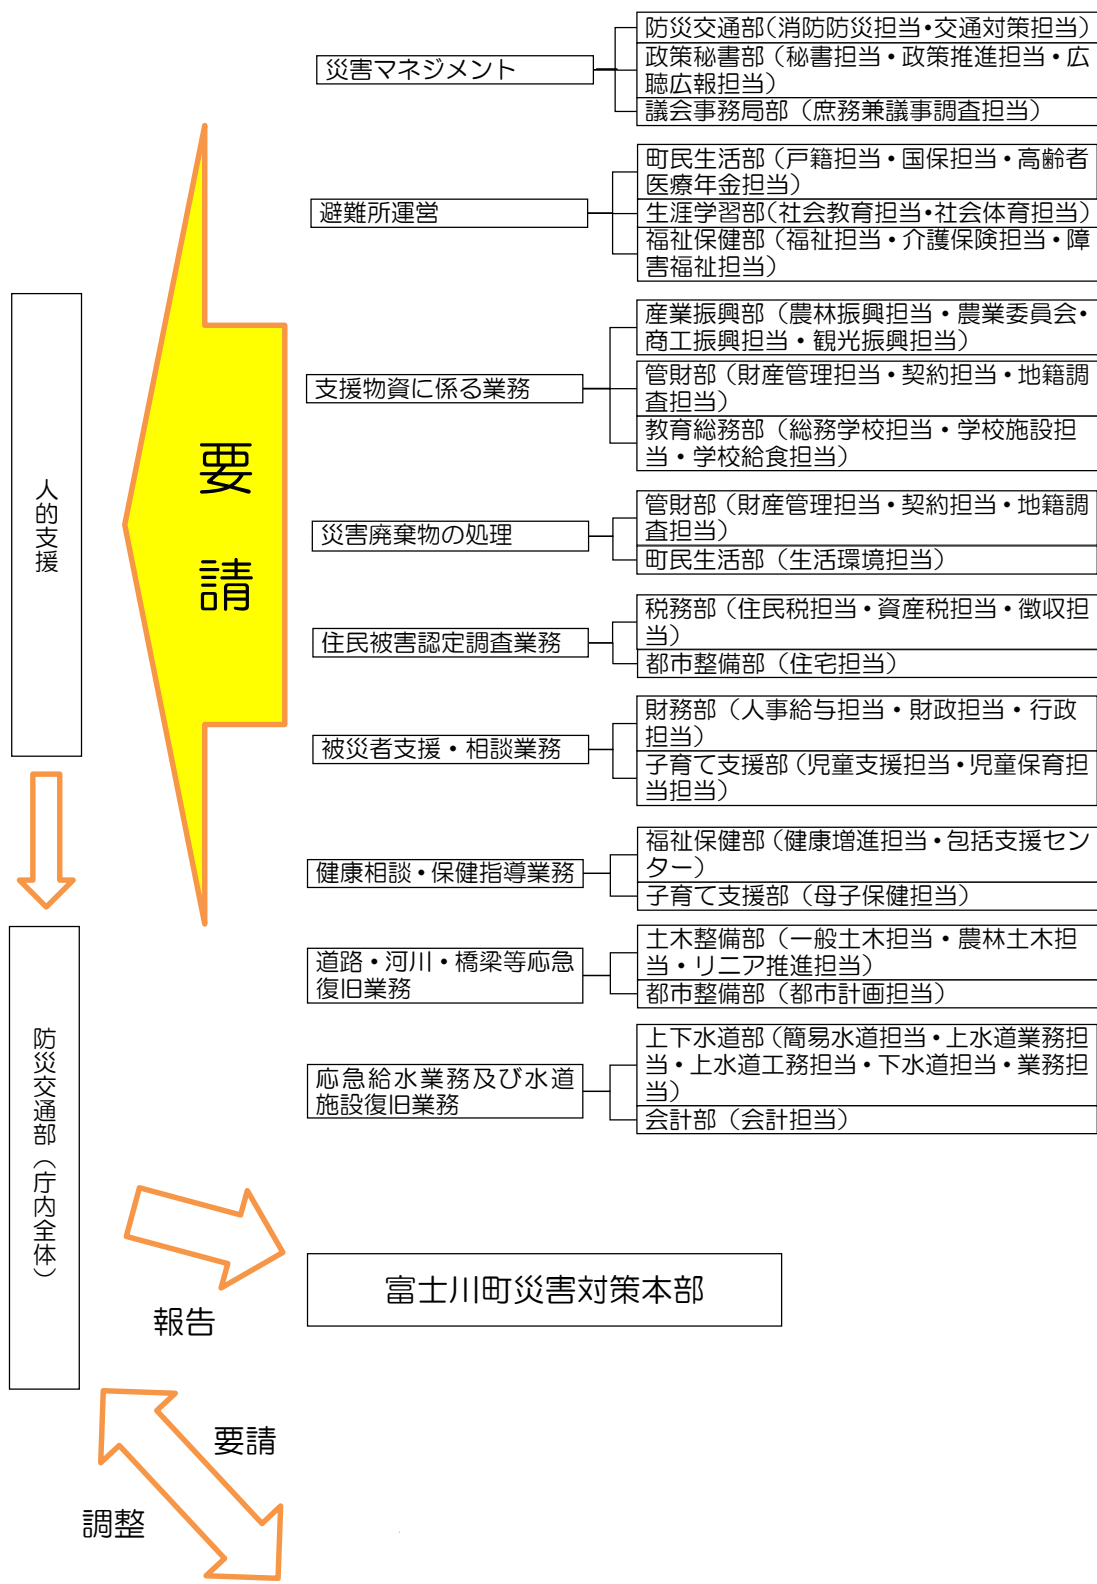 災害マネジメント
防災交通部（消防防災担当・交通対策担当）
政策秘書部（秘書担当・政策推進担当・広
聴広報担当）
議会事務局部（庶務兼議事調査担当）
避難所運営
町民生活部（戸籍担当・国保担当・高齢者
医療年金担当）
生涯学習部（社会教育担当・社会体育担当）
福祉保健部（福祉担当・介護保険担当・障
害福祉担当）
支援物資に係る業務
産業振興部（農林振興担当・農業委員会・
商工振興担当・観光振興担当）
管財部（財産管理担当・契約担当・地籍調
査担当）
教育総務部（総務学校担当・学校施設担
当・学校給食担当）
災害廃棄物の処理
管財部（財産管理担当・契約担当・地籍調
査担当）
町民生活部（生活環境担当）
住民被害認定調査業務
税務部（住民税担当・資産税担当・徴収担
当）
都市整備部（住宅担当）
被災者支援・相談業務
財務部（人事給与担当・財政担当・行政
担当）
子育て支援部（児童支援担当・児童保育担
当担当）
健康相談・保健指導業務
福祉保健部（健康増進担当・包括支援セン
ター）
子育て支援部（母子保健担当）
道路・河川・橋梁等応急
復旧業務
土木整備部（一般土木担当・農林土木担
当・リニア推進担当）
都市整備部（都市計画担当）
応急給水業務及び水道
施設復旧業務
上下水道部（簡易水道担当・上水道業務担
当・上水道工務担当・下水道担当・業務担
当）
会計部（会計担当）
要請
人的支援
防災交通部（庁内全体）
報告
富士川町災害対策本部
要請
調整